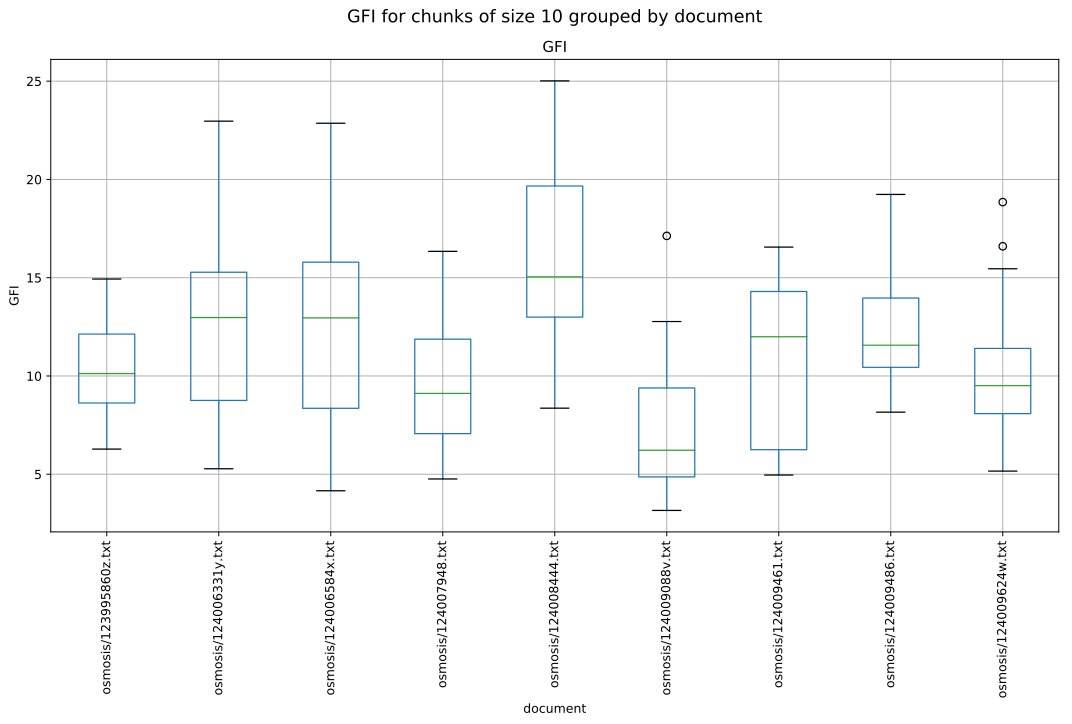 GFI for chunks of size 10 grouped by document
GFI
25
20
15
10
5
GFI
osmosis/123995860z.txt
osmosis/124006331y.txt
osmosis/124006584x.txt
osmosis/124007948.txt
osmosis/124008444.txt
osmosis/124009088v.txt
osmosis/124009461.txt
osmosis/124009486.txt
osmosis/124009624w.txt
document